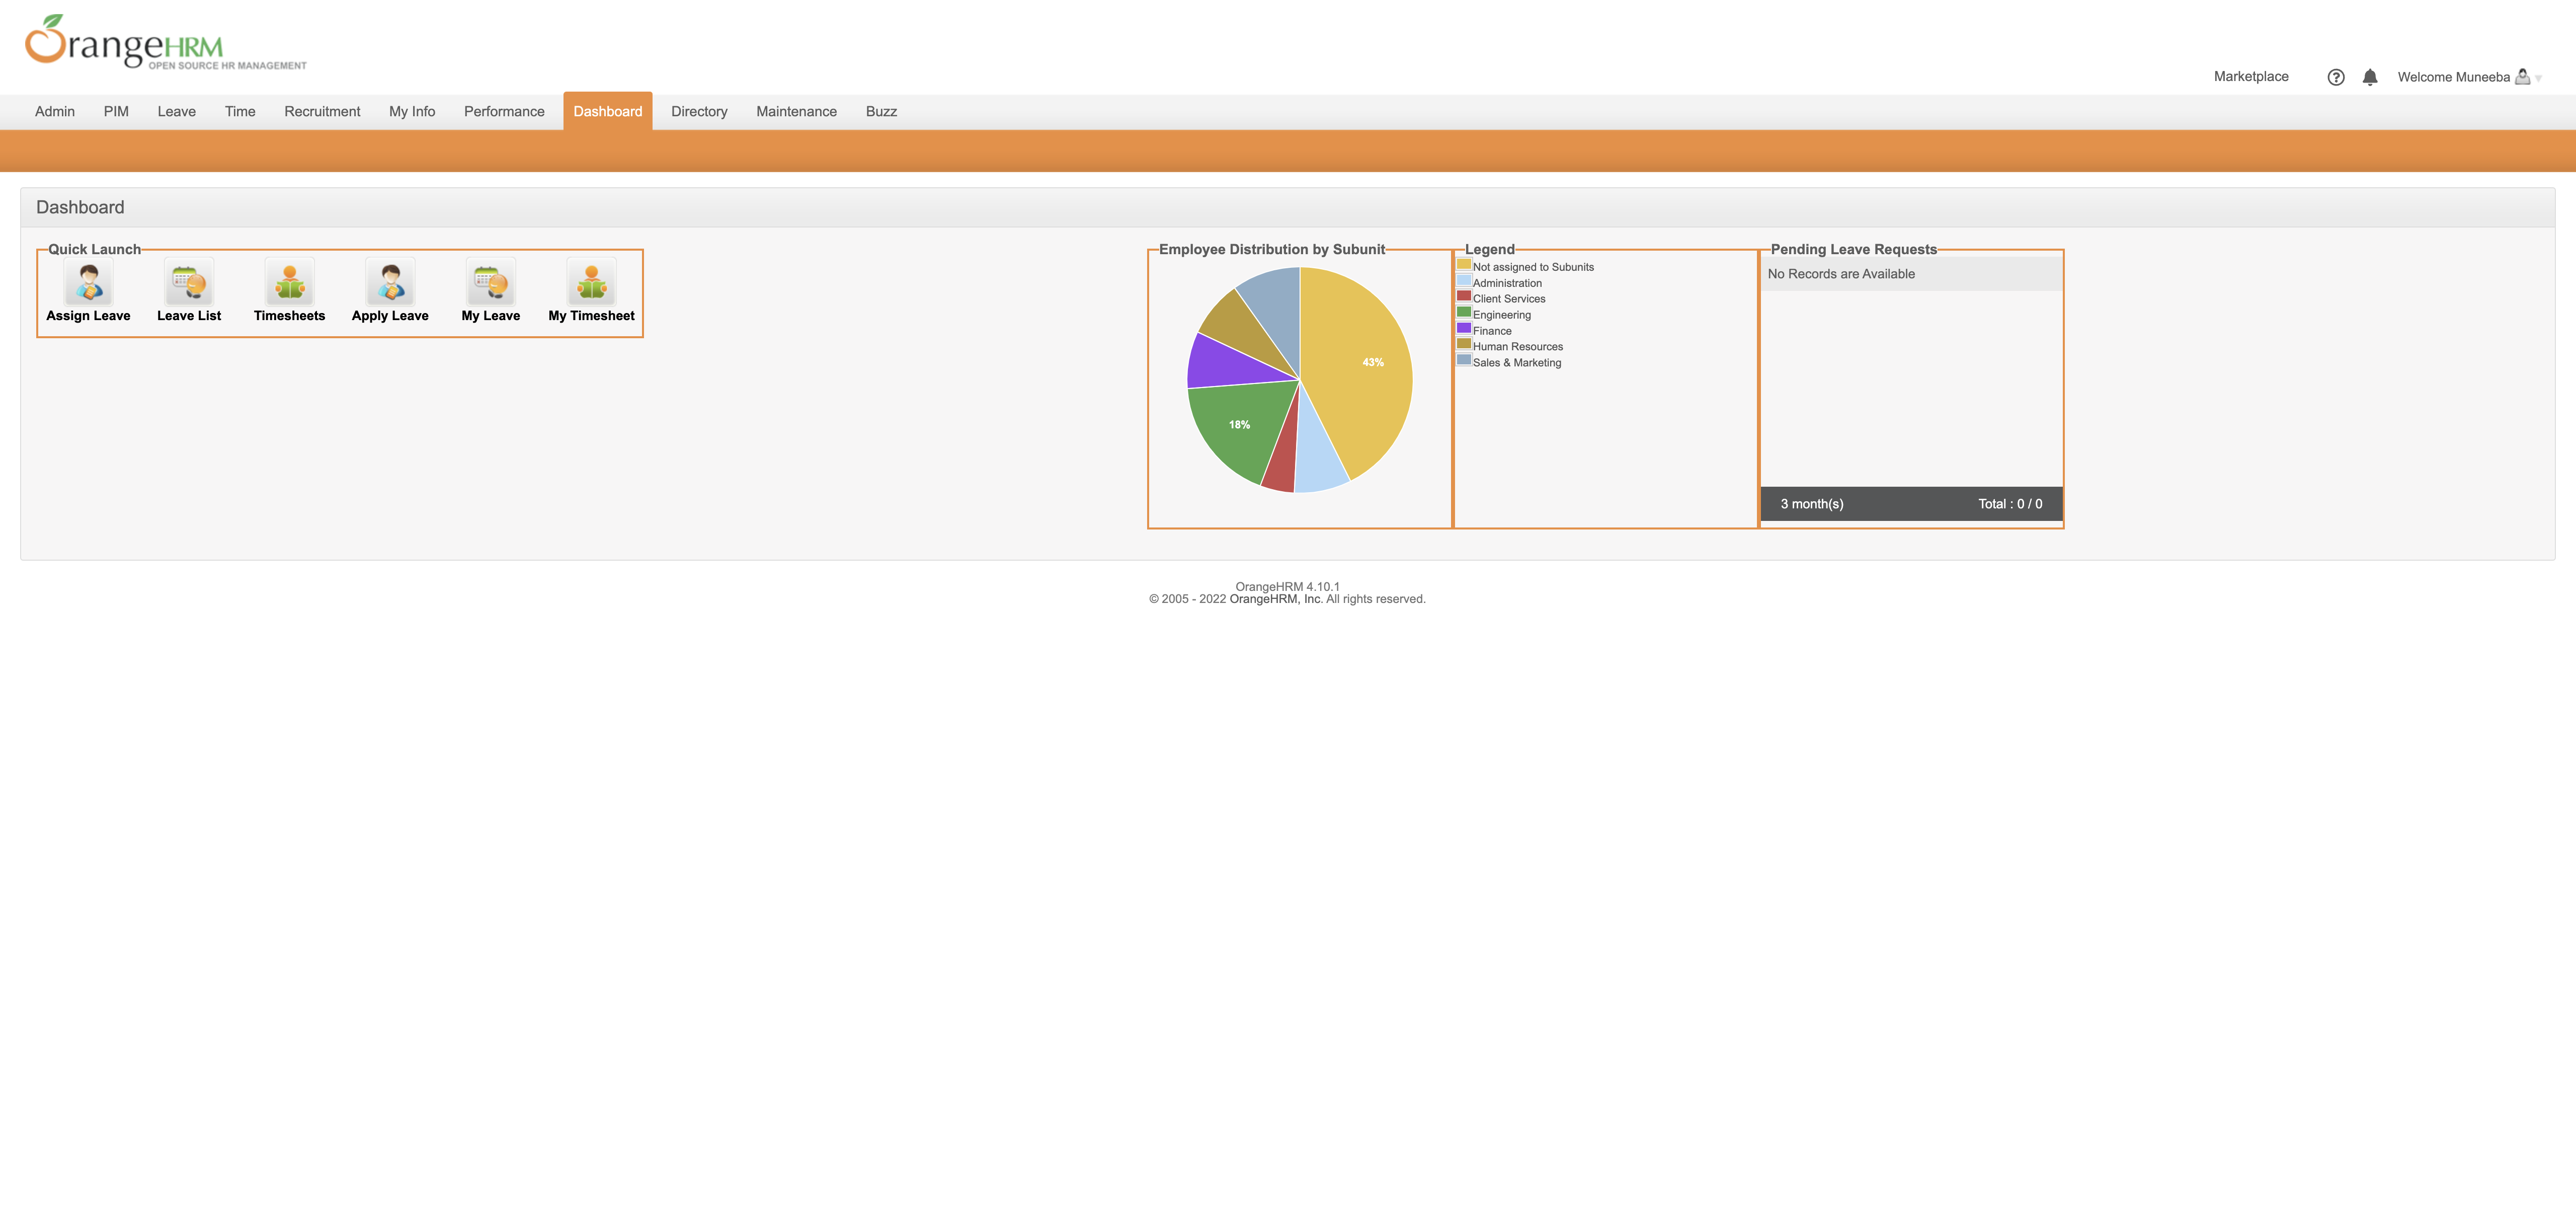 OrangeHRM
OPEN SOURCE HR MANAGEMENT
Marketplace
Welcome Muneeba
Admin PIM Leave Time Recruitment My Info Performance Dashboard Directory Maintenance Buzz
Dashboard
Quick Launch
Assign Leave Leave List Timesheets Apply Leave My Leave My Timesheet
Employee Distribution by Subunit
43%
18%
Legend
Not assigned to Subunits
Administration
Client Services
Engineering
Finance
Human Resources
Sales & Marketing
Pending Leave Requests
No Records are Available
3 month(s) Total : 0 / 0
OrangeHRM 4.10.1
© 2005 - 2022 OrangeHRM, Inc. All rights reserved.